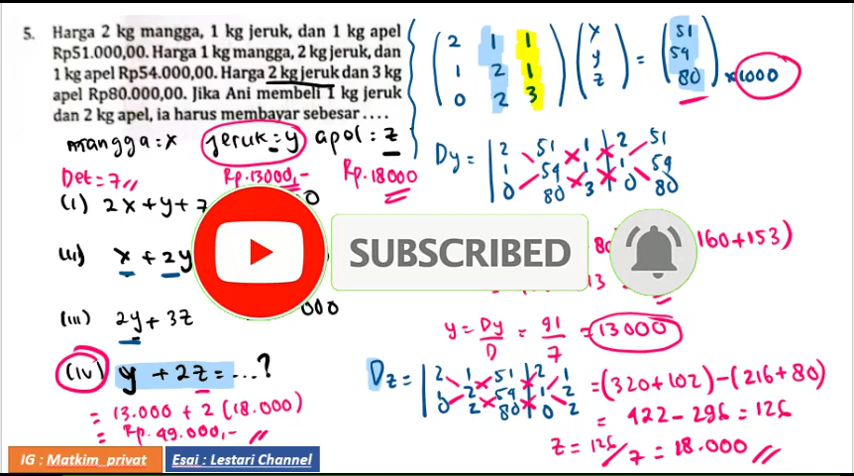 5. Harga 2 kg mangga, 1 kg jeruk, dan 1 kg apel
Rp51.000,00. Harga 1 kg mangga, 2 kg jeruk, dan
1 kg apel Rp54.000,00. Harga 2 kg jeruk dan 3 kg
apel Rp80.000,00. Jika Ani membeli 1 kg jeruk
dan 2 kg apel, ia harus membayar sebesar . . . .
mangga = x jeruk = y apol : z
Det = 7 Rp. 13000,- Rp. 18000
(i) 2x + y + z
(ii) x + 2y
(iii) 2y + 3z 000
(iv) y + 2z = ... ?
= 13.000 + 2 (18.000)
= Rp. 49.000,-
2 1 1 x 51
1 2 1 y = 54
0 2 3 z 80 x 1000
Dy = 2 51 1 2 51
1 54 1 1 54
0 80 3 0 80
80 160 + 153)
13
y = Dy/D = 91/7 = 13000
Dz = 2 1 51 2 1
1 2 54 1 2
0 2 80 0 2
= (320 + 102) - (216 + 80)
= 422 - 296 = 126
z = 126/7 = 18.000
SUBSCRIBED
IG : Matkim_privat Esai : Lestari Channel